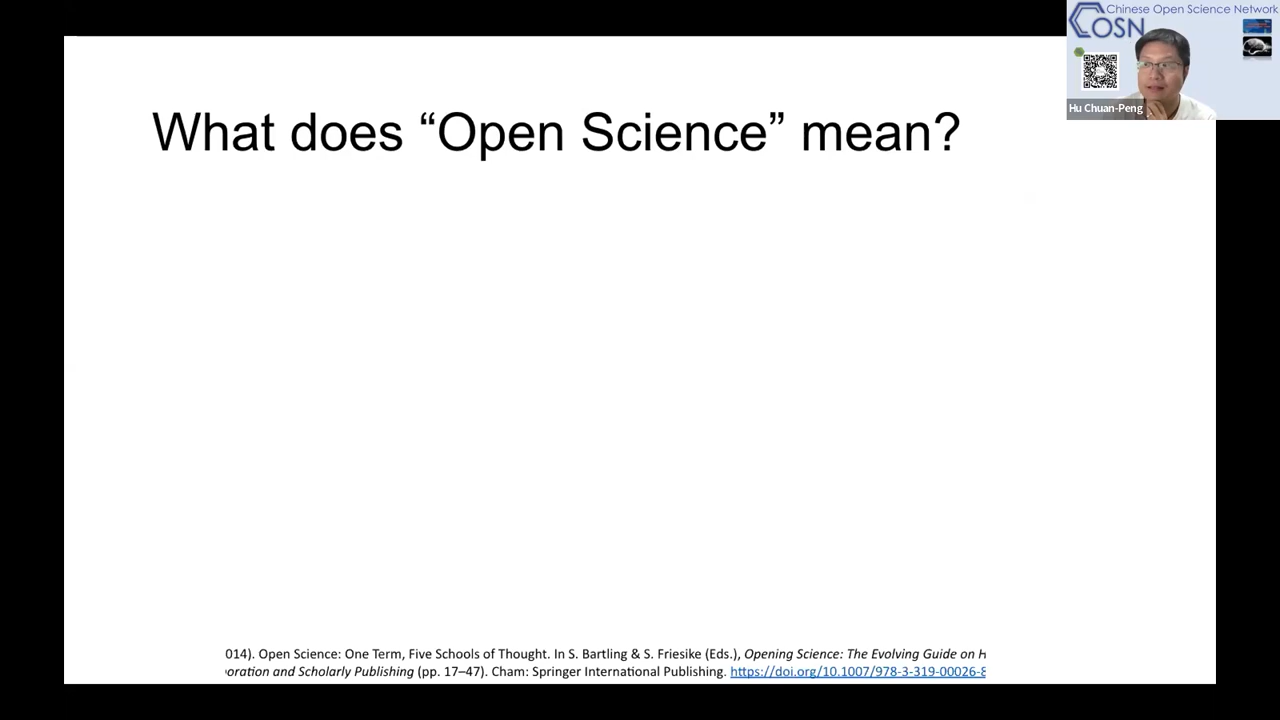 Chinese Open Science Network
COSN
Hu Chuan-Peng
What does “Open Science” mean?
014). Open Science: One Term, Five Schools of Thought. In S. Bartling & S. Friesike (Eds.), Opening Science: The Evolving Guide on H
oration and Scholarly Publishing (pp. 17–47). Cham: Springer International Publishing. https://doi.org/10.1007/978-3-319-00026-8